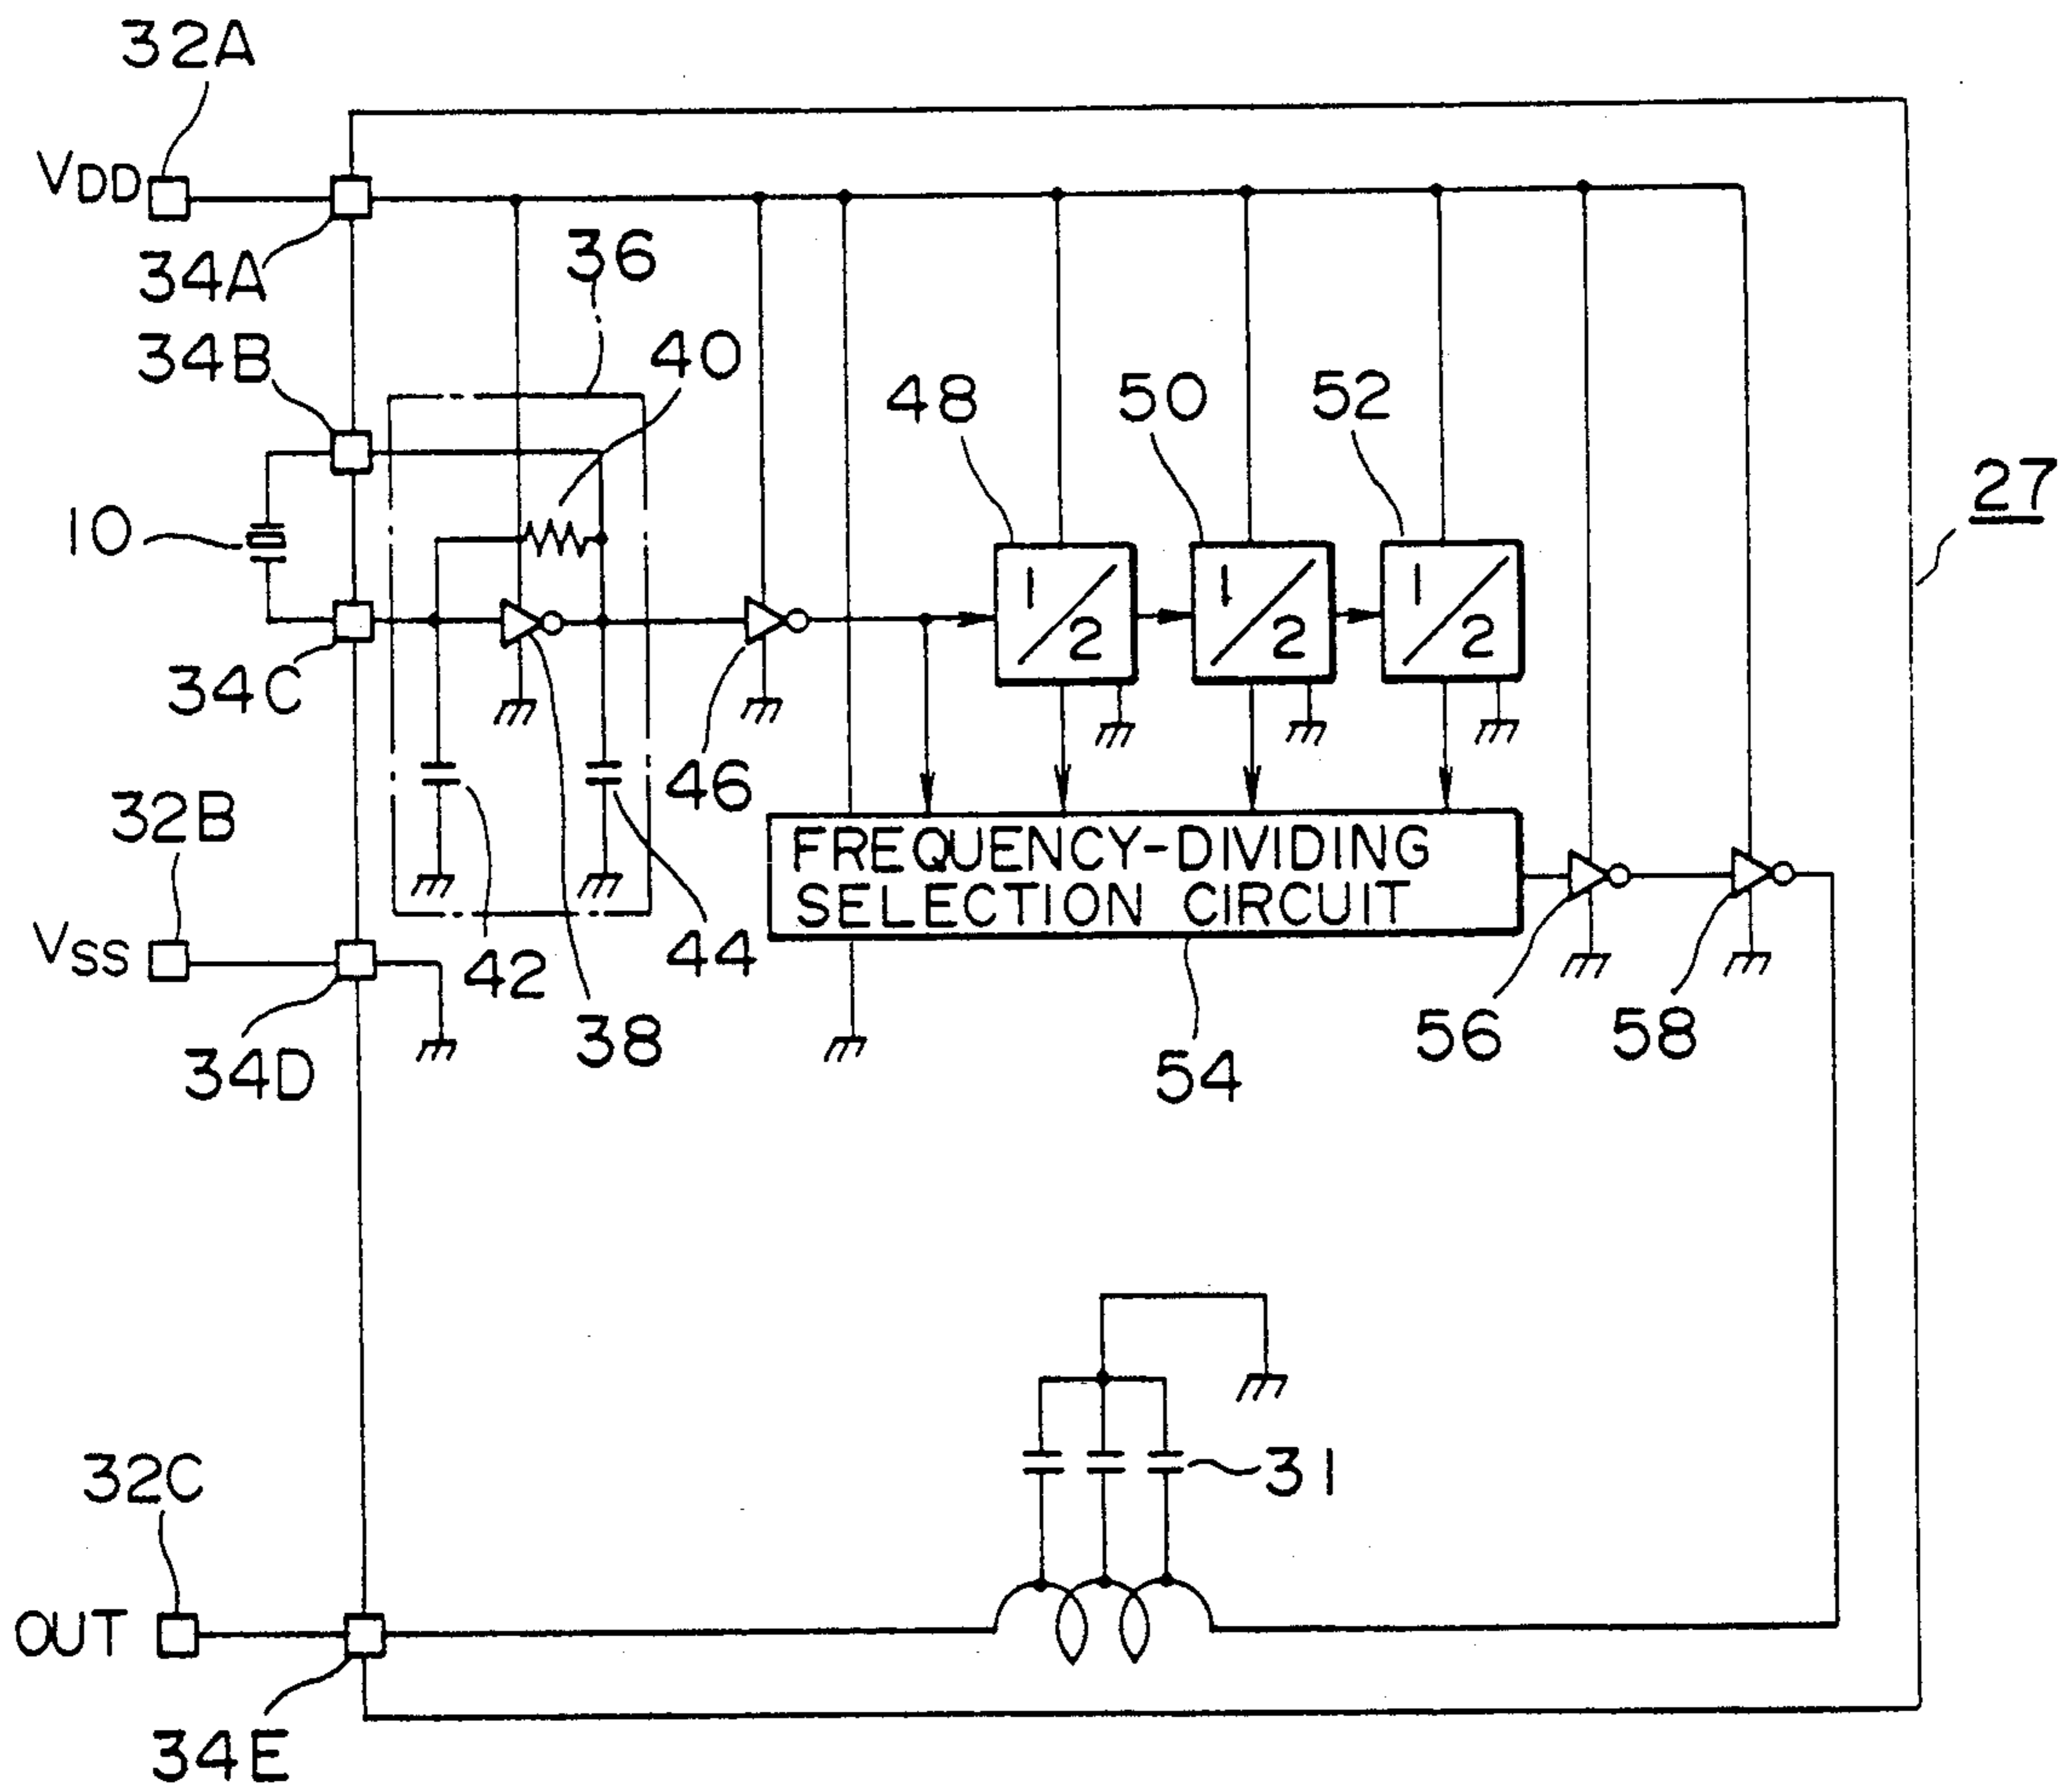 32A
VDD
34A
36
34B
40
48
50
52
10
27
1/2
1/2
1/2
34C
46
32B
FREQUENCY-DIVIDING
SELECTION CIRCUIT
VSS
42
44
38
34D
54
56
58
31
32C
OUT
34E